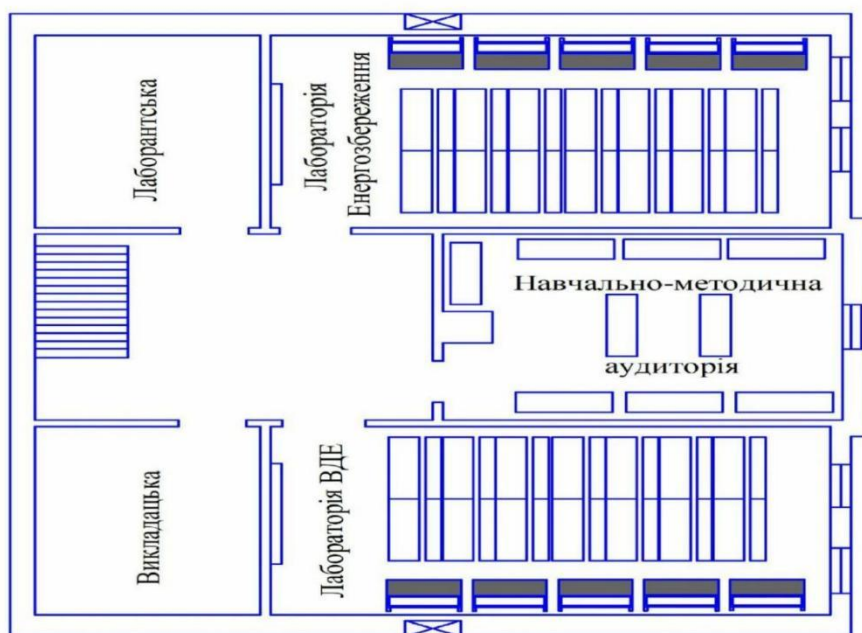 Лаборантська
Лабораторія
Енергозбереження
Навчально-методична
аудиторія
Викладацька
Лабораторія ВДЕ